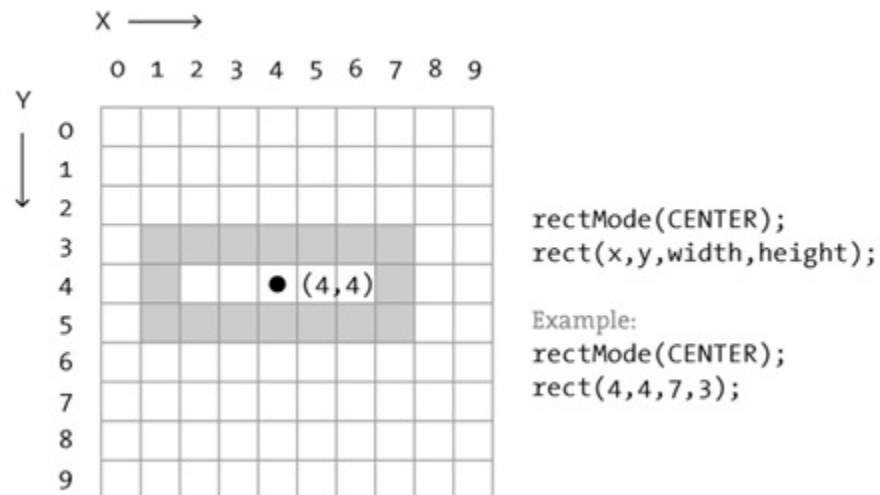 X
0 1 2 3 4 5 6 7 8 9
Y
0
1
2
3
4
(4,4)
5
6
7
8
9
rectMode(CENTER);
rect(x,y,width,height);
Example:
rectMode(CENTER);
rect(4,4,7,3);